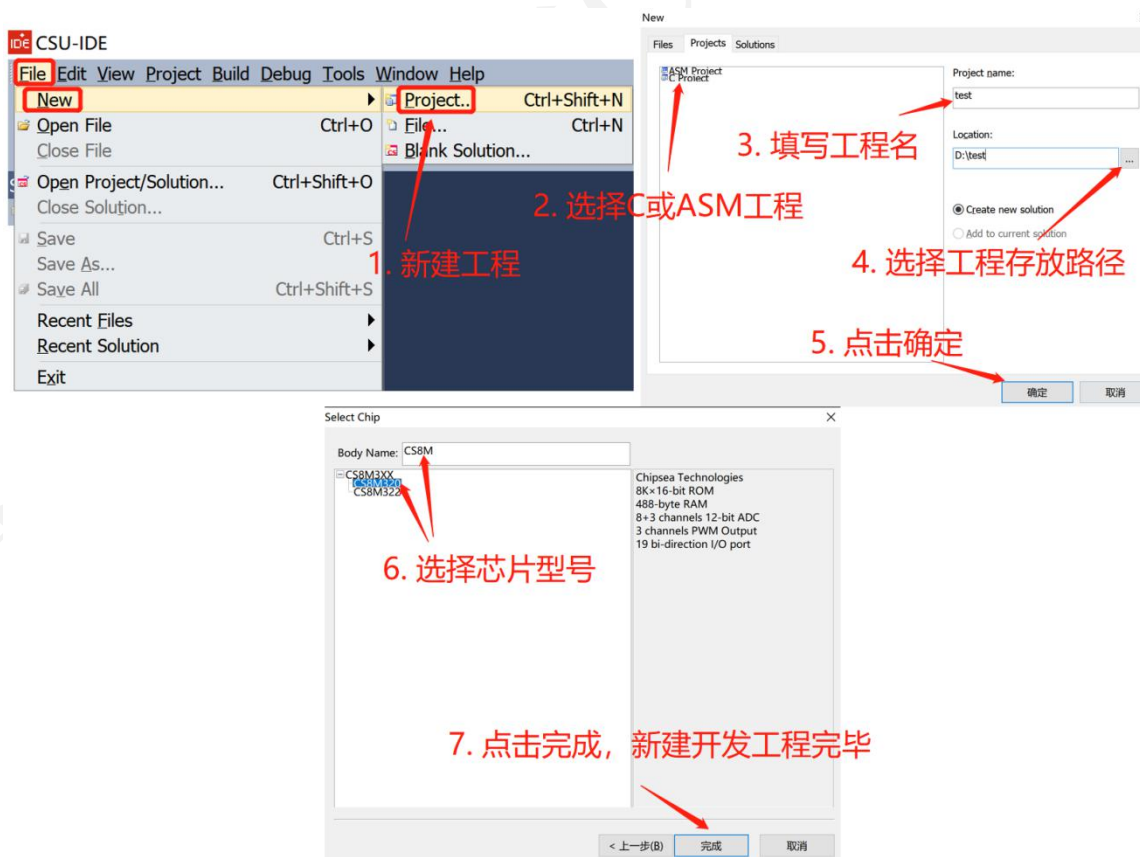 IDE CSU-IDE
File Edit View Project Build Debug Tools Window Help
New
Project.. Ctrl+Shift+N
Open File Ctrl+O
File... Ctrl+N
Close File
Blank Solution...
Open Project/Solution... Ctrl+Shift+O
Close Solution...
Save Ctrl+S
Save As...
Save All Ctrl+Shift+S
Recent Files
Recent Solution
Exit
1. 新建工程
New
Files Projects Solutions
ASM Project
C Project
Project name:
test
Location:
D:\test
...
Create new solution
Add to current solution
2. 选择C或ASM工程
3. 填写工程名
4. 选择工程存放路径
5. 点击确定
确定 取消
Select Chip
Body Name: CS8M
CS8M3XX
CS8M320
CS8M322
Chipsea Technologies
8K×16-bit ROM
488-byte RAM
8+3 channels 12-bit ADC
3 channels PWM Output
19 bi-direction I/O port
6. 选择芯片型号
7. 点击完成，新建开发工程完毕
< 上一步(B) 完成 取消